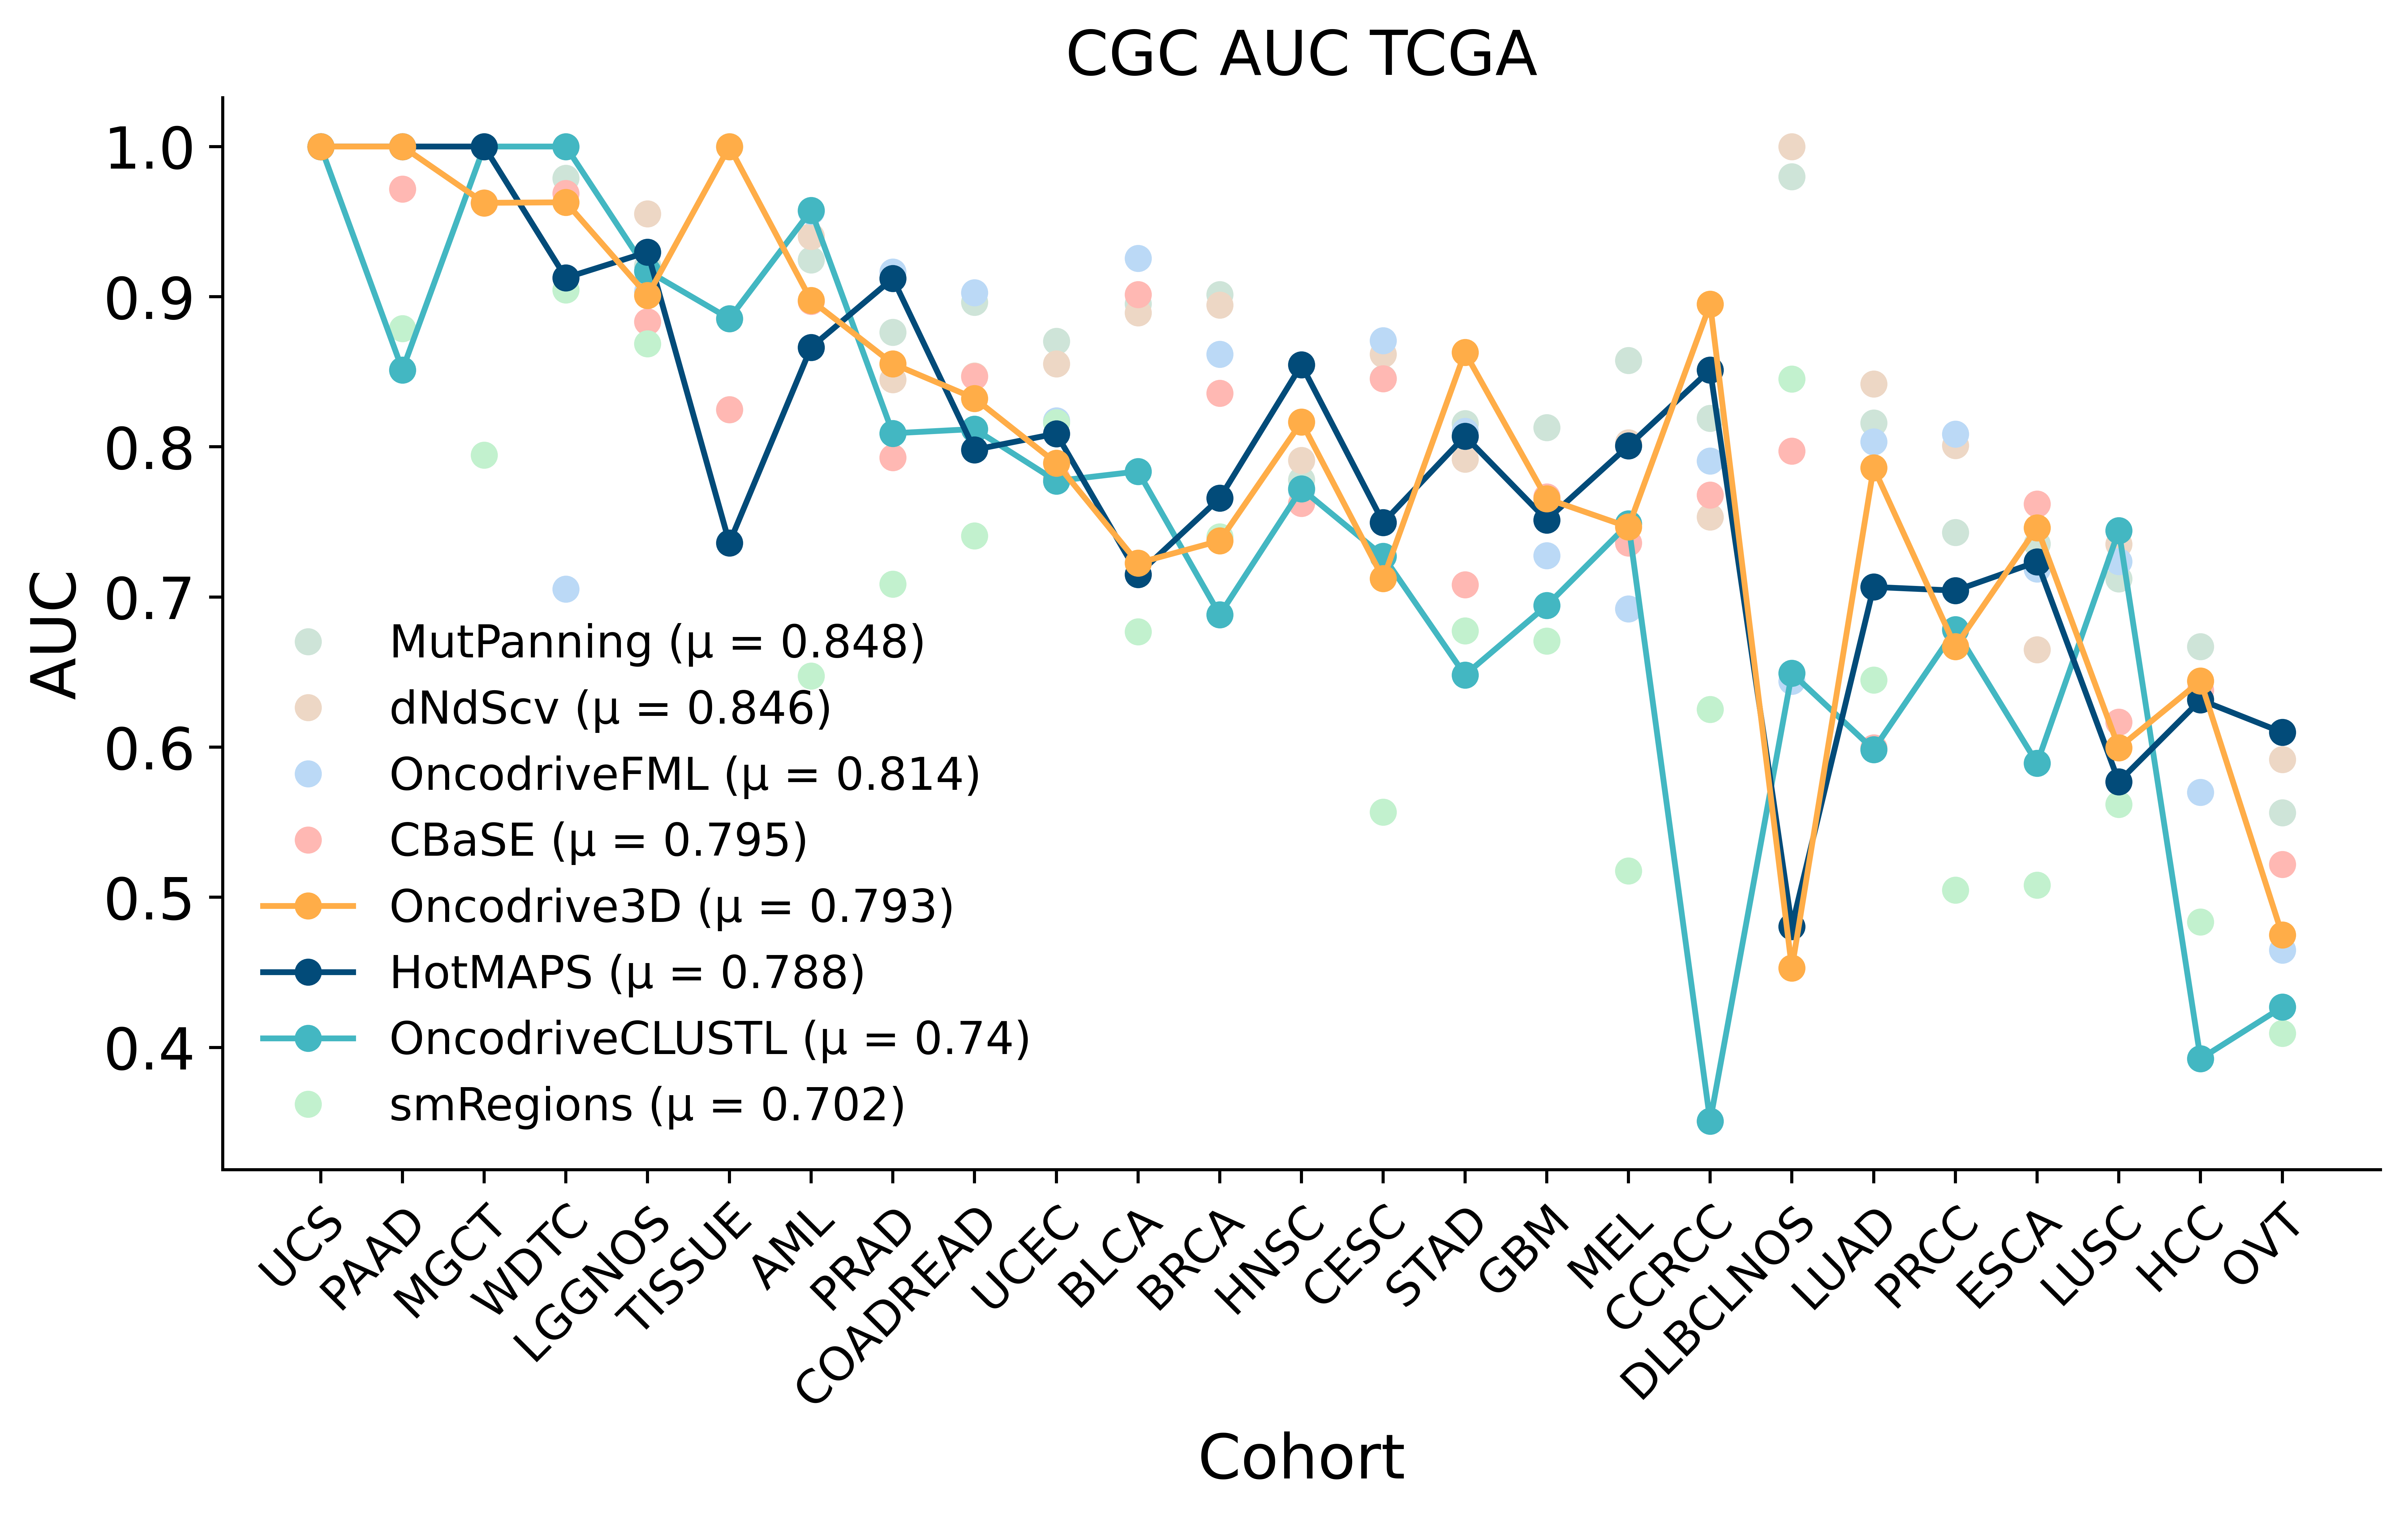 CGC AUC TCGA
1.0
0.9
0.8
0.7
0.6
0.5
0.4
AUC
MutPanning (μ = 0.848)
dNdScv (μ = 0.846)
OncodriveFML (μ = 0.814)
CBaSE (μ = 0.795)
Oncodrive3D (μ = 0.793)
HotMAPS (μ = 0.788)
OncodriveCLUSTL (μ = 0.74)
smRegions (μ = 0.702)
UCS
PAAD
MGCT
WDTC
LGGNOS
TISSUE
AML
PRAD
COADREAD
UCEC
BLCA
BRCA
HNSC
CESC
STAD
GBM
MEL
CCRCC
DLBCLNOS
LUAD
PRCC
ESCA
LUSC
HCC
OVT
Cohort